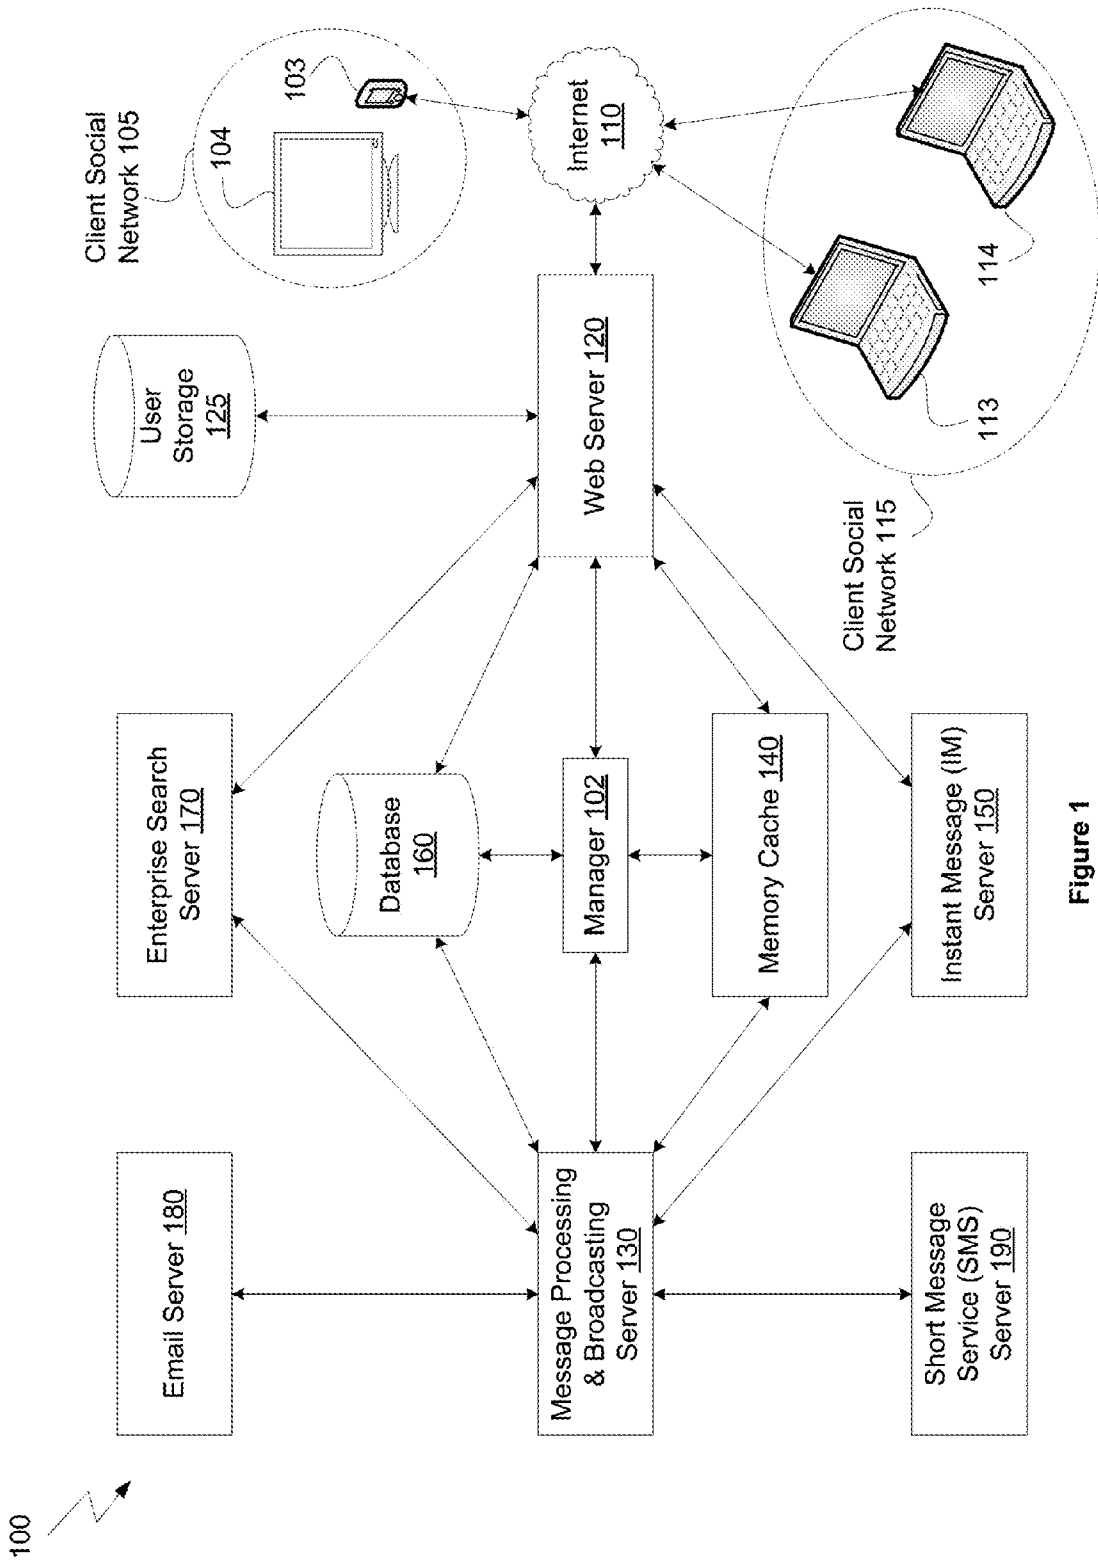 100
Email Server 180
Enterprise Search
Server 170
User
Storage
125
Client Social
Network 105
104
103
Message Processing
& Broadcasting
Server 130
Database
160
Manager 102
Memory Cache 140
Web Server 120
Internet
110
Short Message
Service (SMS)
Server 190
Instant Message (IM)
Server 150
Client Social
Network 115
113
114
Figure 1